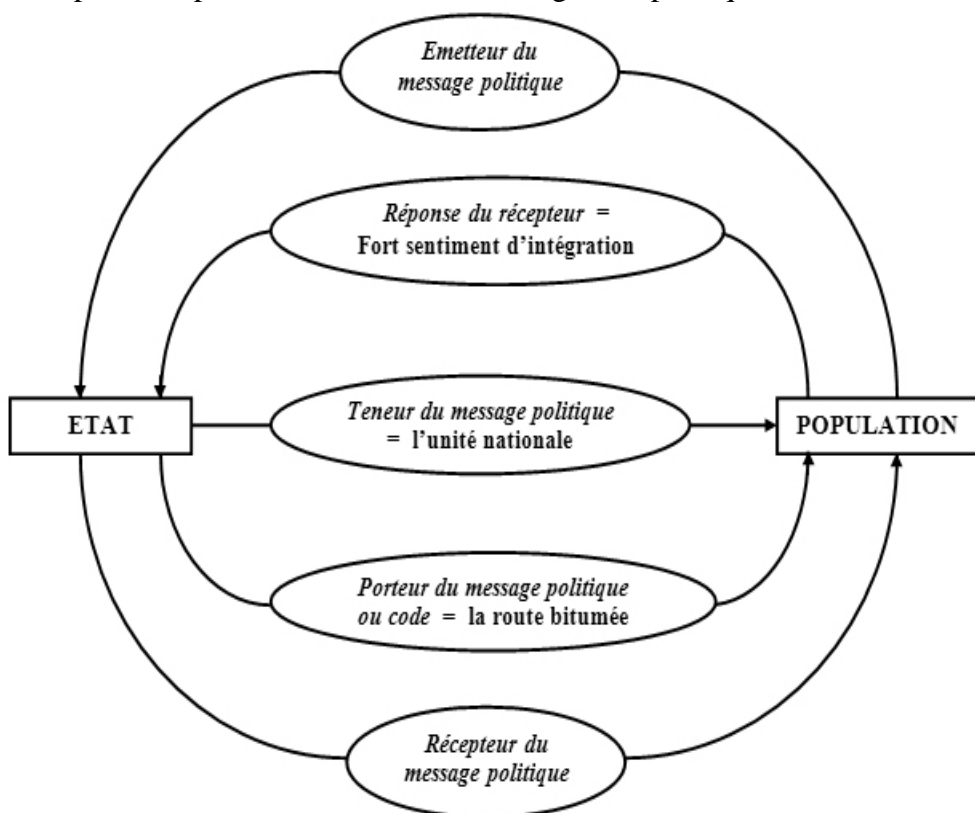 Emetteur du
message politique
Réponse du récepteur =
Fort sentiment d’intégration
Teneur du message politique
= l’unité nationale
ETAT
POPULATION
Porteur du message politique
ou code = la route bitumée
Récepteur du
message politique